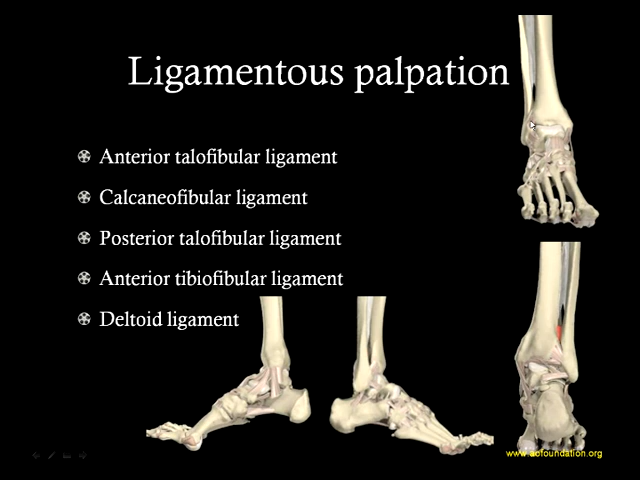 Ligamentous palpation
Anterior talofibular ligament
Calcaneofibular ligament
Posterior talofibular ligament
Anterior tibiofibular ligament
Deltoid ligament
www.aofoundation.org